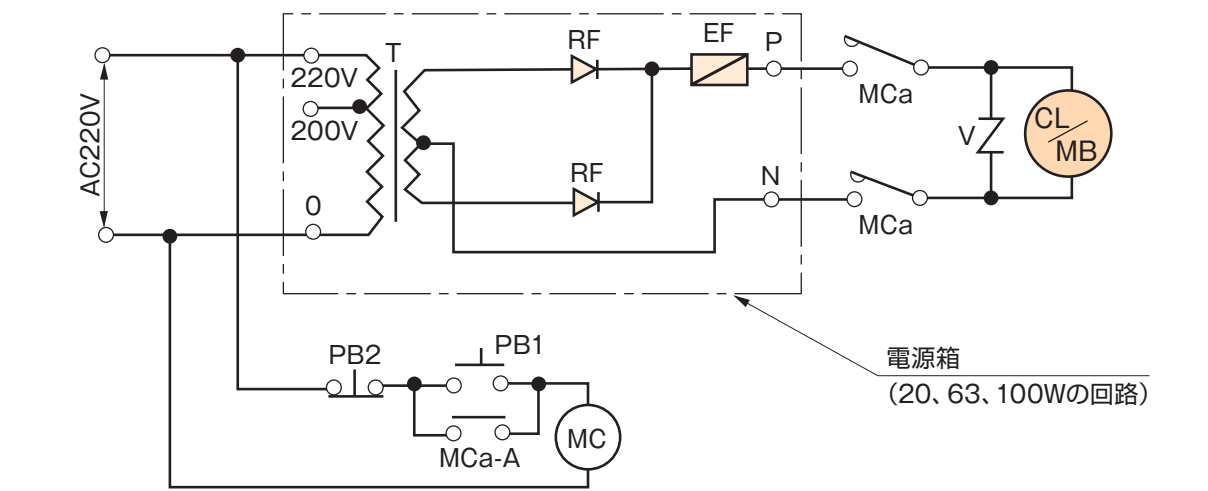 RF
EF
P
T
220V
MCa
200V
AC220V
V
CL
MB
RF
N
0
MCa
PB2
PB1
電源箱
(20、63、100Wの回路)
MC
MCa-A